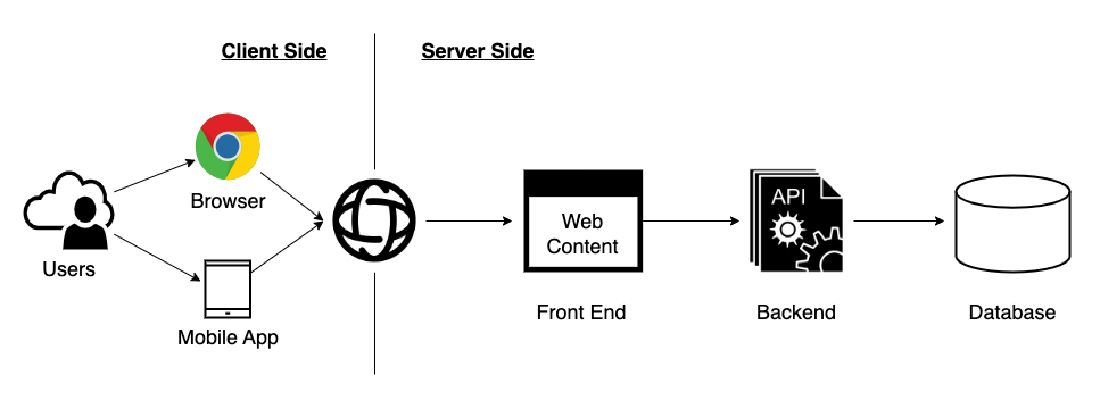 Client Side
Server Side
Browser
Users
Mobile App
Web
Content
Front End
API
Backend
Database